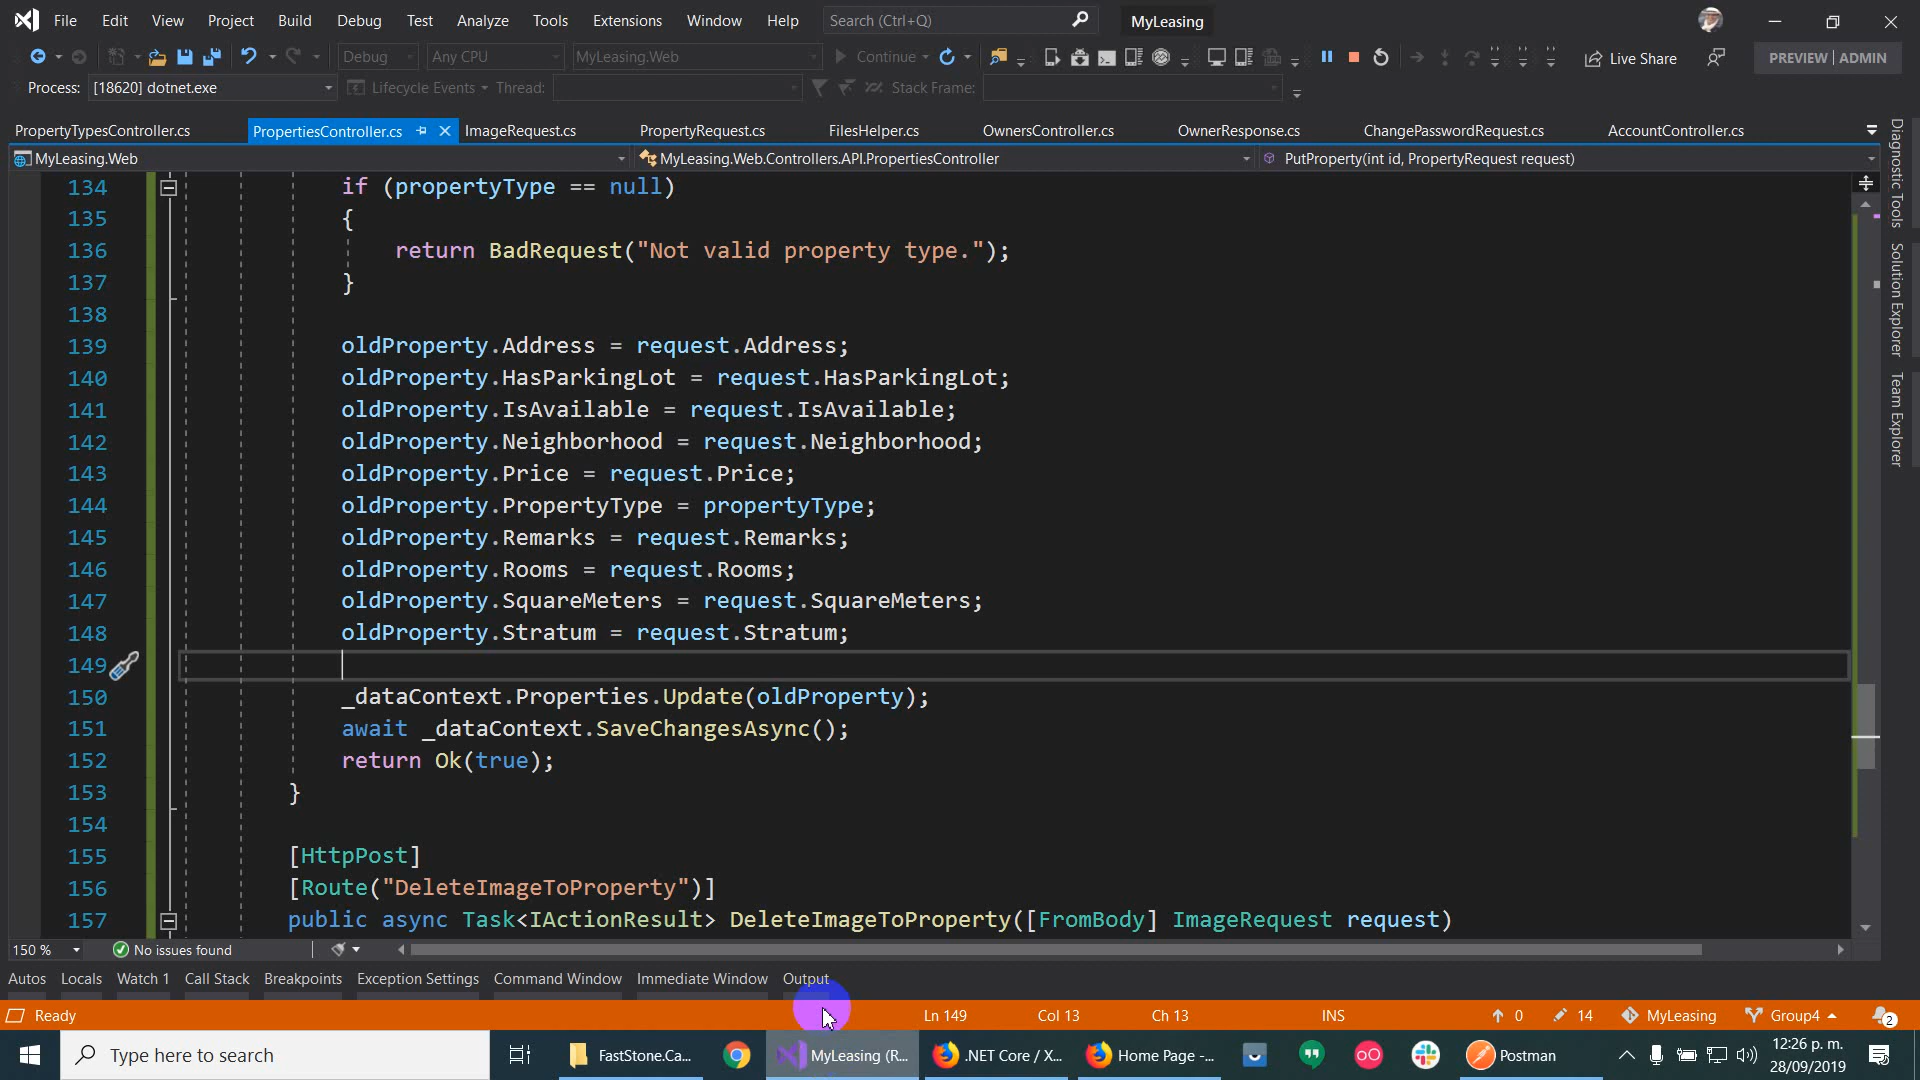 File Edit View Project Build Debug Test Analyze Tools Extensions Window Help Search (Ctrl+Q) MyLeasing
Debug Any CPU MyLeasing.Web Continue Live Share PREVIEW ADMIN
Process: [18620] dotnet.exe Lifecycle Events Thread: Stack Frame:
PropertyTypesController.cs PropertiesController.cs ImageRequest.cs PropertyRequest.cs FilesHelper.cs OwnersController.cs OwnerResponse.cs ChangePasswordRequest.cs AccountController.cs
MyLeasing.Web MyLeasing.Web.Controllers.API.PropertiesController PutProperty(int id, PropertyRequest request)
134 if (propertyType == null)
135 {
136 return BadRequest("Not valid property type.");
137 }
138
139 oldProperty.Address = request.Address;
140 oldProperty.HasParkingLot = request.HasParkingLot;
141 oldProperty.IsAvailable = request.IsAvailable;
142 oldProperty.Neighborhood = request.Neighborhood;
143 oldProperty.Price = request.Price;
144 oldProperty.PropertyType = propertyType;
145 oldProperty.Remarks = request.Remarks;
146 oldProperty.Rooms = request.Rooms;
147 oldProperty.SquareMeters = request.SquareMeters;
148 oldProperty.Stratum = request.Stratum;
149
150 _dataContext.Properties.Update(oldProperty);
151 await _dataContext.SaveChangesAsync();
152 return Ok(true);
153 }
154
155 [HttpPost]
156 [Route("DeleteImageToProperty")]
157 public async Task<IActionResult> DeleteImageToProperty([FromBody] ImageRequest request)
Diagnostic Tools
Solution Explorer
Team Explorer
150 % No issues found
Autos Locals Watch 1 Call Stack Breakpoints Exception Settings Command Window Immediate Window Output
Ready Ln 149 Col 13 Ch 13 INS 0 14 MyLeasing Group4 2
Type here to search FastStone.Ca... MyLeasing (R... .NET Core / X... Home Page -... Postman 12:26 p. m.
28/09/2019